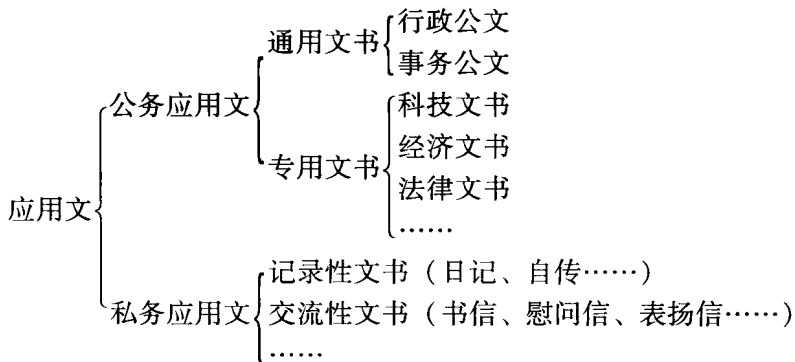 应用文
公务应用文
通用文书
行政公文
事务公文
专用文书
科技文书
经济文书
法律文书
……
私务应用文
记录性文书（日记、自传……）
交流性文书（书信、慰问信、表扬信……）
……